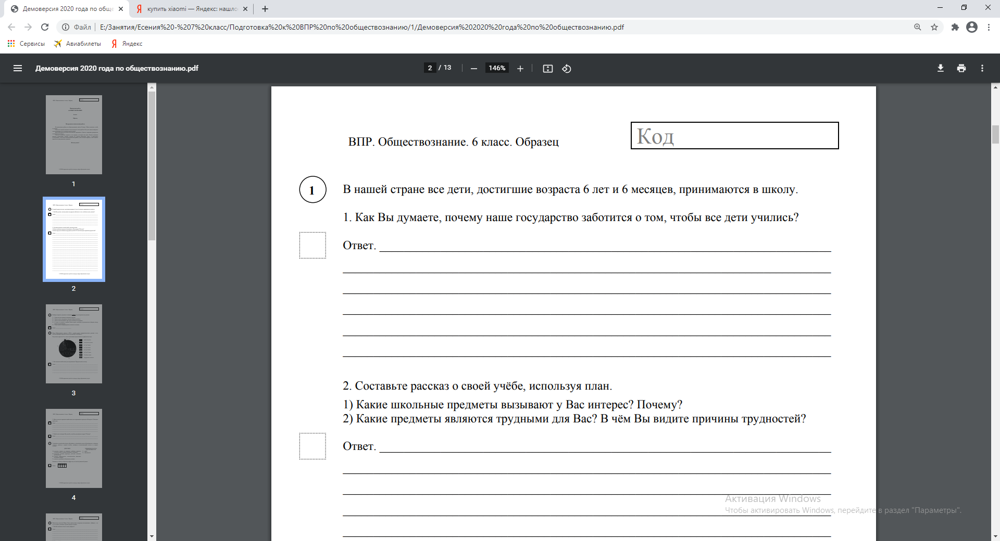 Демоверсия 2020 года по обще
купить xiaomi — Яндекс: нашло
Файл
E:/Занятия/Есения%20-%207%20класс/Подготовка%20к%20ВПР%20по%20обществознанию/1/Демоверсия%202020%20года%20по%20обществознанию.pdf
Сервисы
Авиабилеты
Яндекс
Демоверсия 2020 года по обществознанию.pdf
2 / 13
146%
1
2
3
4
ВПР. Обществознание. 6 класс. Образец
Код
1
В нашей стране все дети, достигшие возраста 6 лет и 6 месяцев, принимаются в школу.
1. Как Вы думаете, почему наше государство заботится о том, чтобы все дети учились?
Ответ.
2. Составьте рассказ о своей учёбе, используя план.
1) Какие школьные предметы вызывают у Вас интерес? Почему?
2) Какие предметы являются трудными для Вас? В чём Вы видите причины трудностей?
Ответ.
Активация Windows
Чтобы активировать Windows, перейдите в раздел "Параметры".